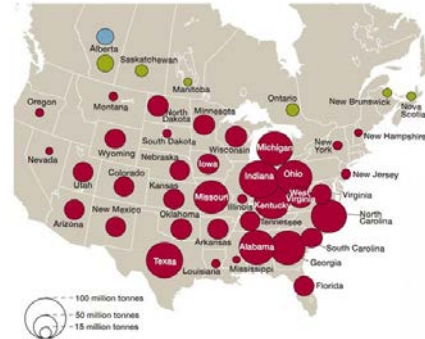 Alberta
Saskatchewan
Manitoba
Ontario
New Brunswick
Nova
Scotia
Oregon
Montana
North
Dakota
Minnesota
South Dakota
Wisconsin
Michigan
New
York
New Hampshire
Nevada
Wyoming
Nebraska
Iowa
Indiana
Ohio
New Jersey
Utah
Colorado
Kansas
Missouri
Illinois
Kentucky
West
Virginia
Virginia
North
Carolina
Arizona
New Mexico
Oklahoma
Arkansas
Tennessee
South Carolina
Alabama
Georgia
Texas
Louisiana
Mississippi
Florida
100 million tonnes
50 million tonnes
15 million tonnes